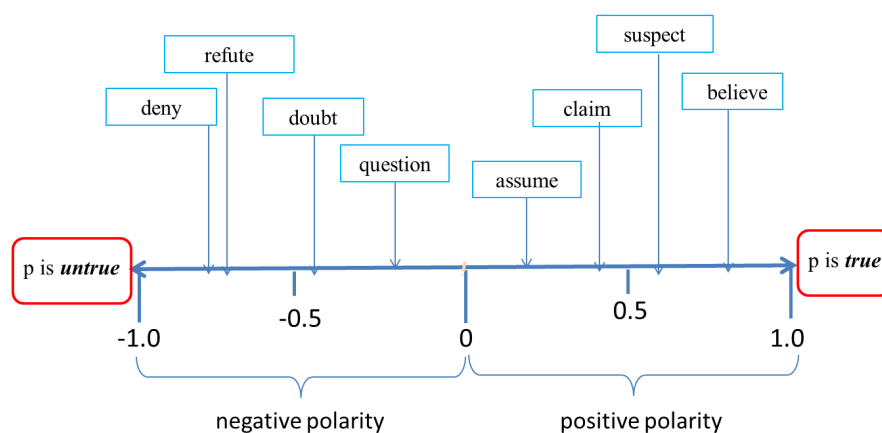 suspect
refute
believe
deny
claim
doubt
question
assume
p is untrue
p is true
-1.0
-0.5
0
0.5
1.0
negative polarity
positive polarity